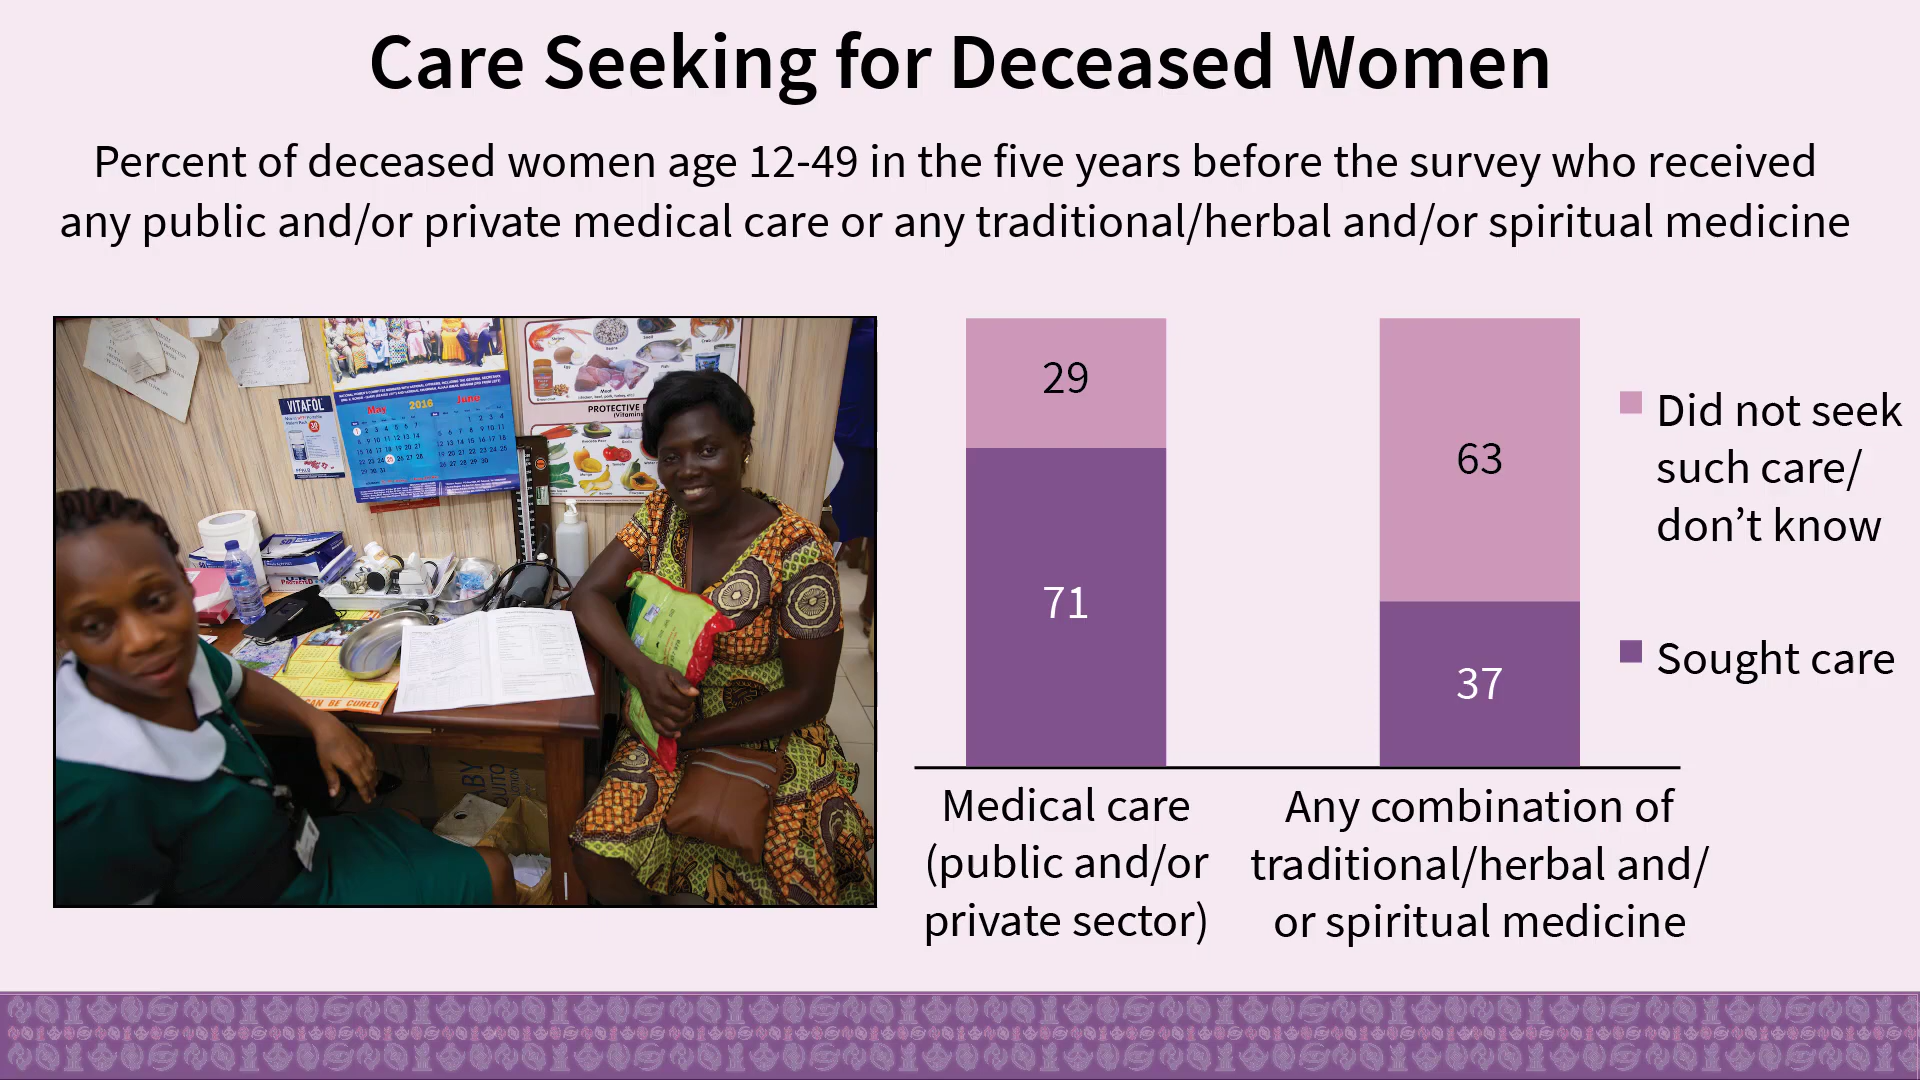 Care Seeking for Deceased Women
Percent of deceased women age 12-49 in the five years before the survey who received
any public and/or private medical care or any traditional/herbal and/or spiritual medicine
VITAFOL
May 2016 June
PROTECTIVE
CAN BE CURED
29
71
63
37
Did not seek
such care/
don’t know
Sought care
Medical care
(public and/or
private sector)
Any combination of
traditional/herbal and/
or spiritual medicine